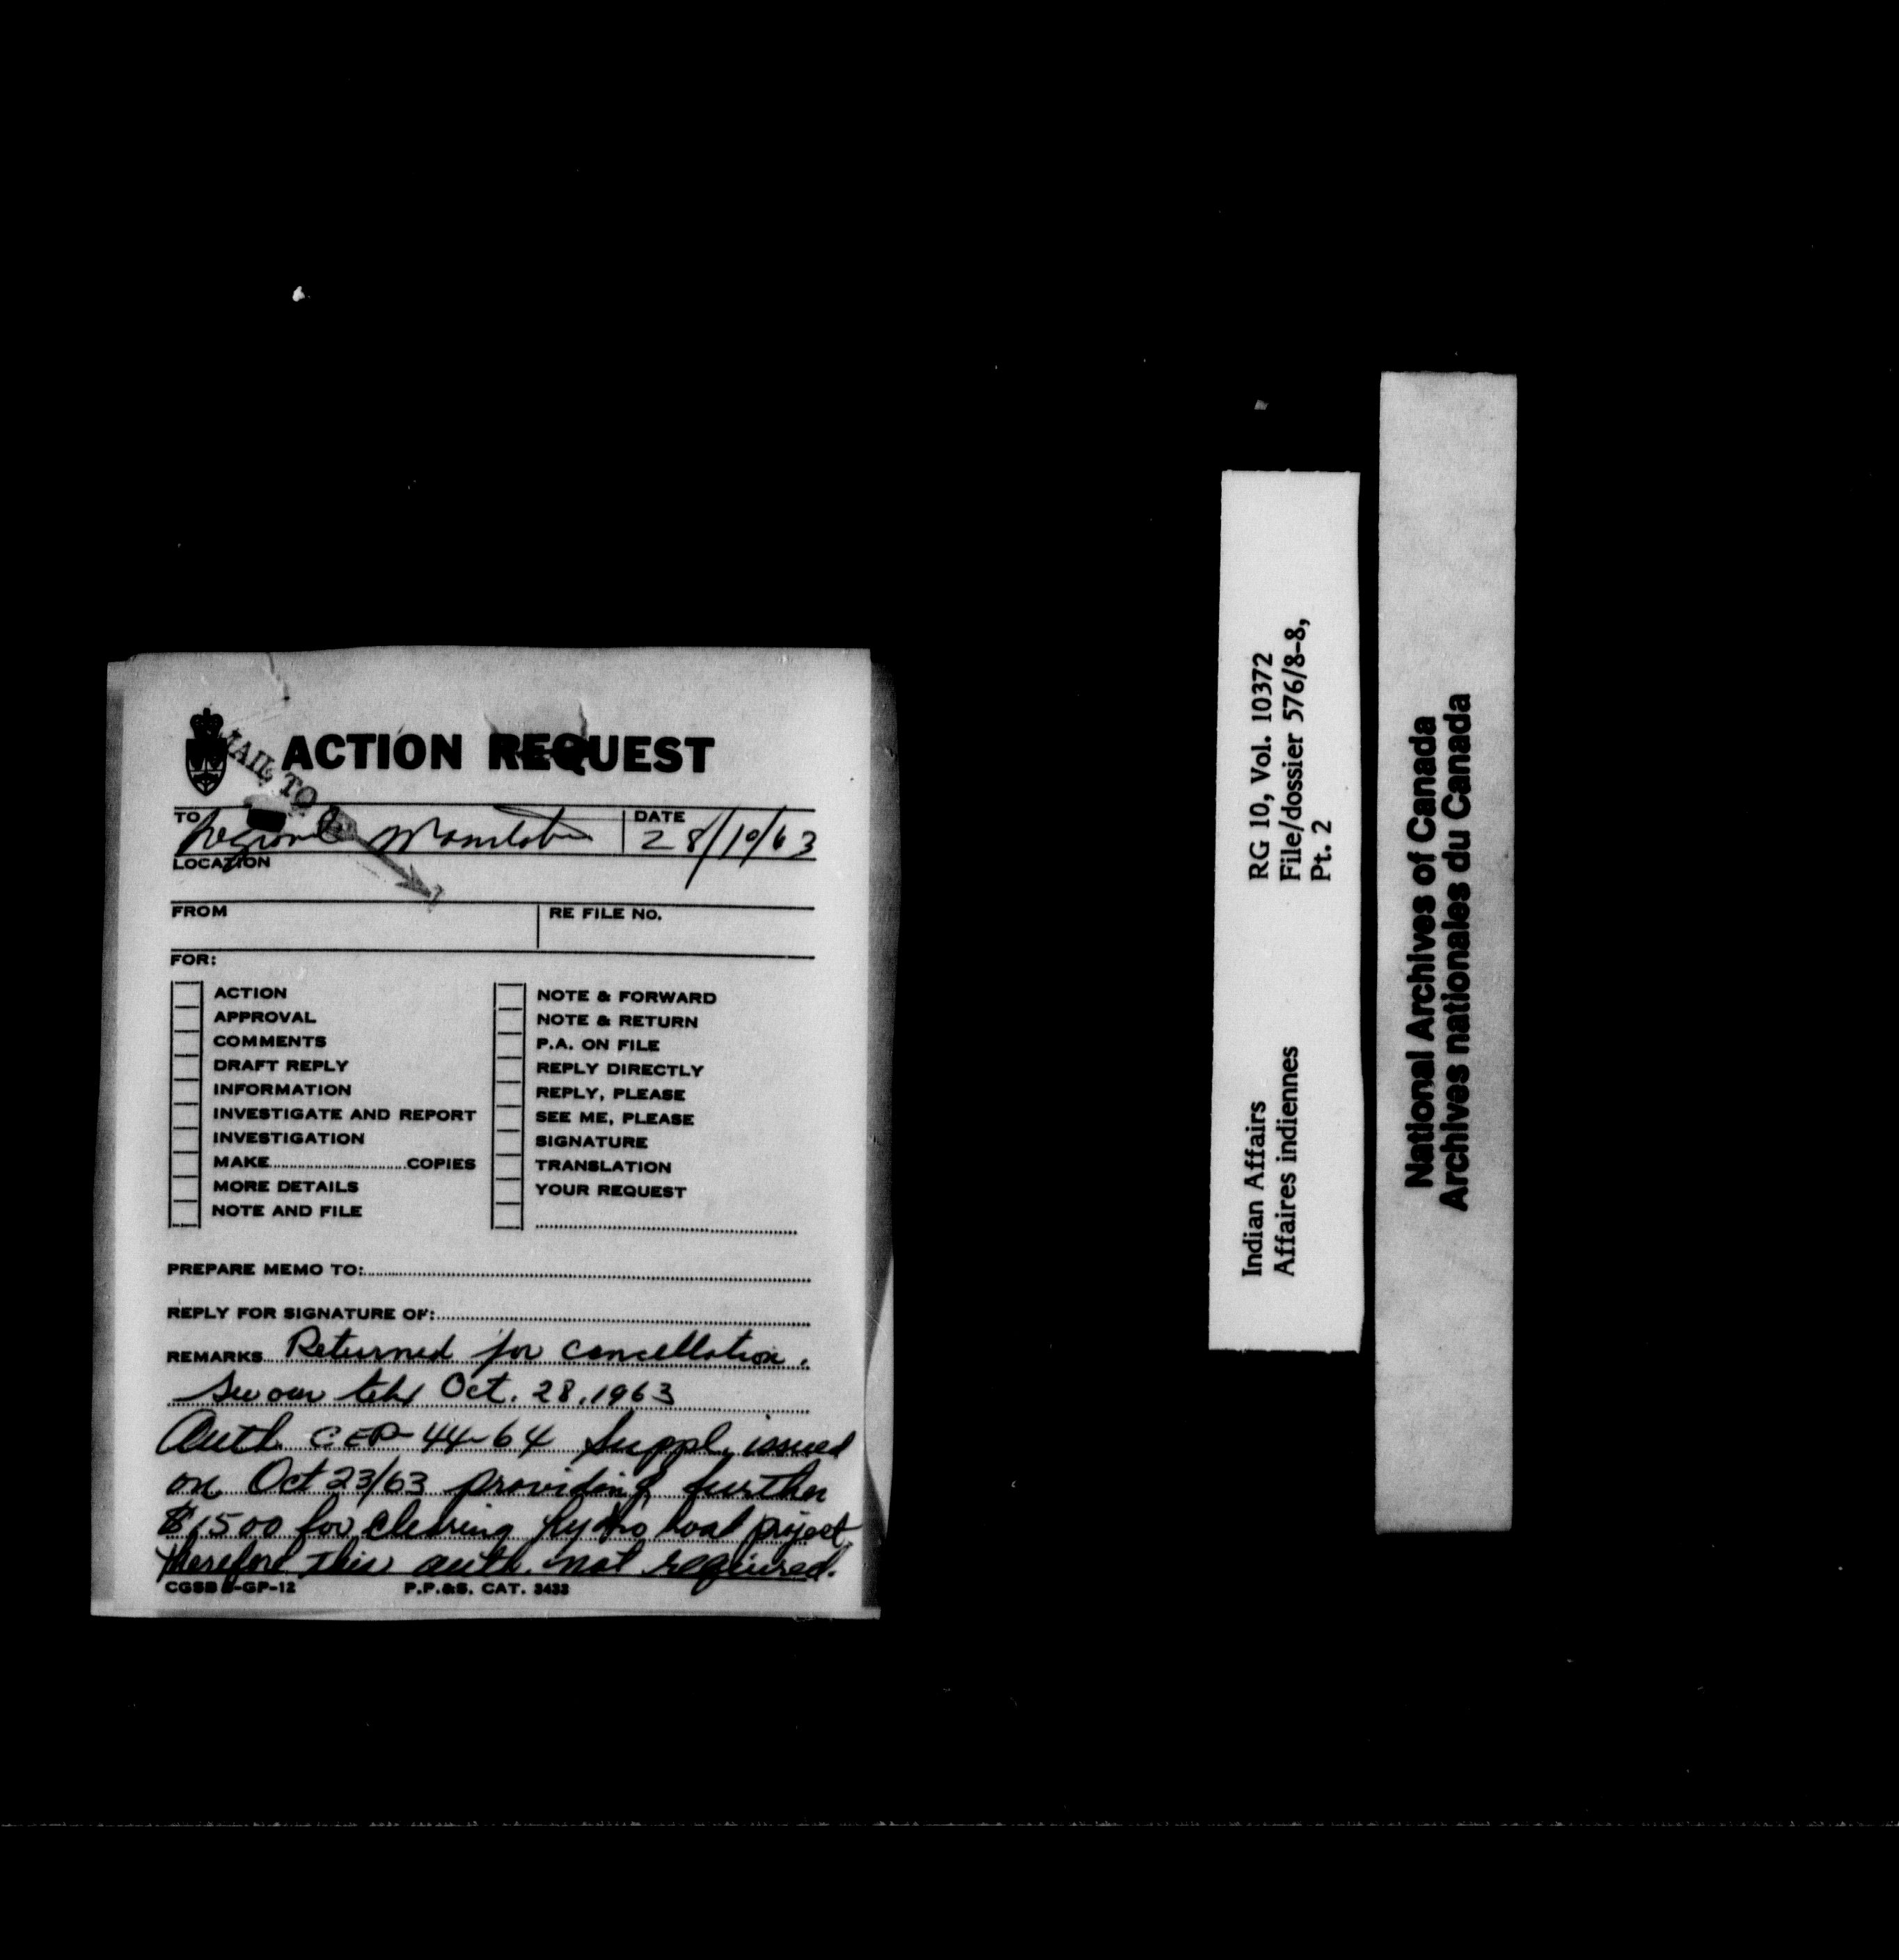 MAIL TO
ACTION REQUEST
TO Regional Manitoba DATE 28/10/63
LOCATION
FROM RE FILE NO.
FOR:
ACTION
APPROVAL
COMMENTS
DRAFT REPLY
INFORMATION
INVESTIGATE AND REPORT
INVESTIGATION
MAKE..............COPIES
MORE DETAILS
NOTE AND FILE
NOTE & FORWARD
NOTE & RETURN
P.A. ON FILE
REPLY DIRECTLY
REPLY, PLEASE
SEE ME, PLEASE
SIGNATURE
TRANSLATION
YOUR REQUEST
PREPARE MEMO TO:
REPLY FOR SIGNATURE OF:
REMARKS Returned for cancellation.
See our telex Oct. 28, 1963
Auth. CEP-44-64 Suppl. issued
on Oct 23/63 providing further
$1500 for clearing hydro road project
therefore this auth. not required.
CGSB -GP-12 P.P.&S. CAT. 3433
Indian Affairs RG 10, Vol. 10372
Affaires indiennes File/dossier 576/8-8,
Pt. 2
National Archives of Canada
Archives nationales du Canada